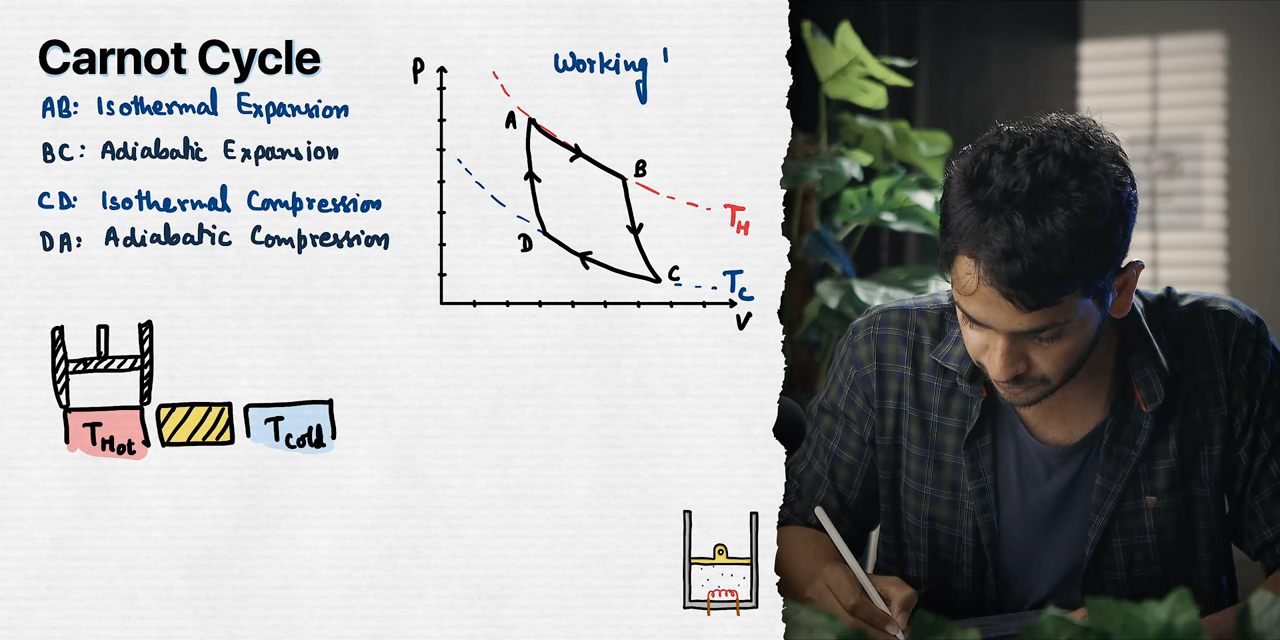 Carnot Cycle
AB: Isothermal Expansion
BC: Adiabatic Expansion
CD: Isothermal Compression
DA: Adiabatic Compression
Working
P
A
B
T_H
D
C
T_C
V
T_Hot
T_Cold